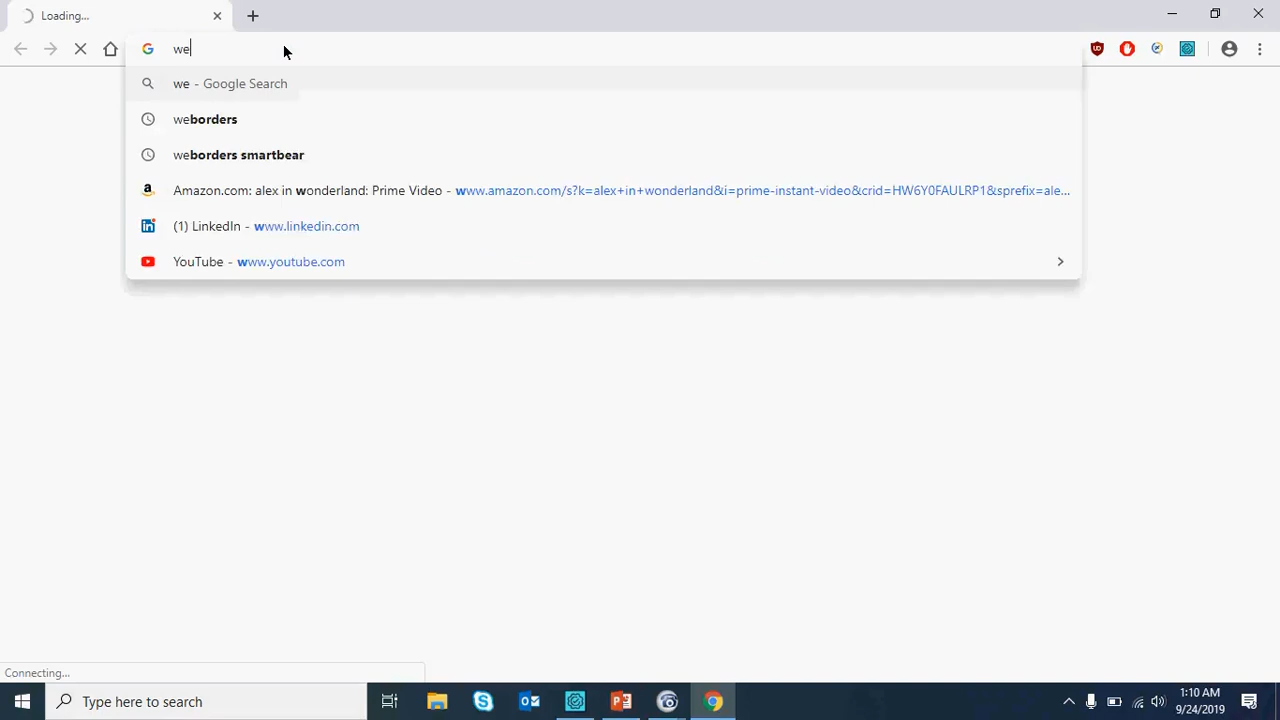 Loading...
we
we - Google Search
weborders
weborders smartbear
Amazon.com: alex in wonderland: Prime Video - www.amazon.com/s?k=alex+in+wonderland&i=prime-instant-video&crid=HW6Y0FAULRP1&sprefix=ale...
(1) LinkedIn - www.linkedin.com
YouTube - www.youtube.com
Connecting...
Type here to search
1:10 AM
9/24/2019